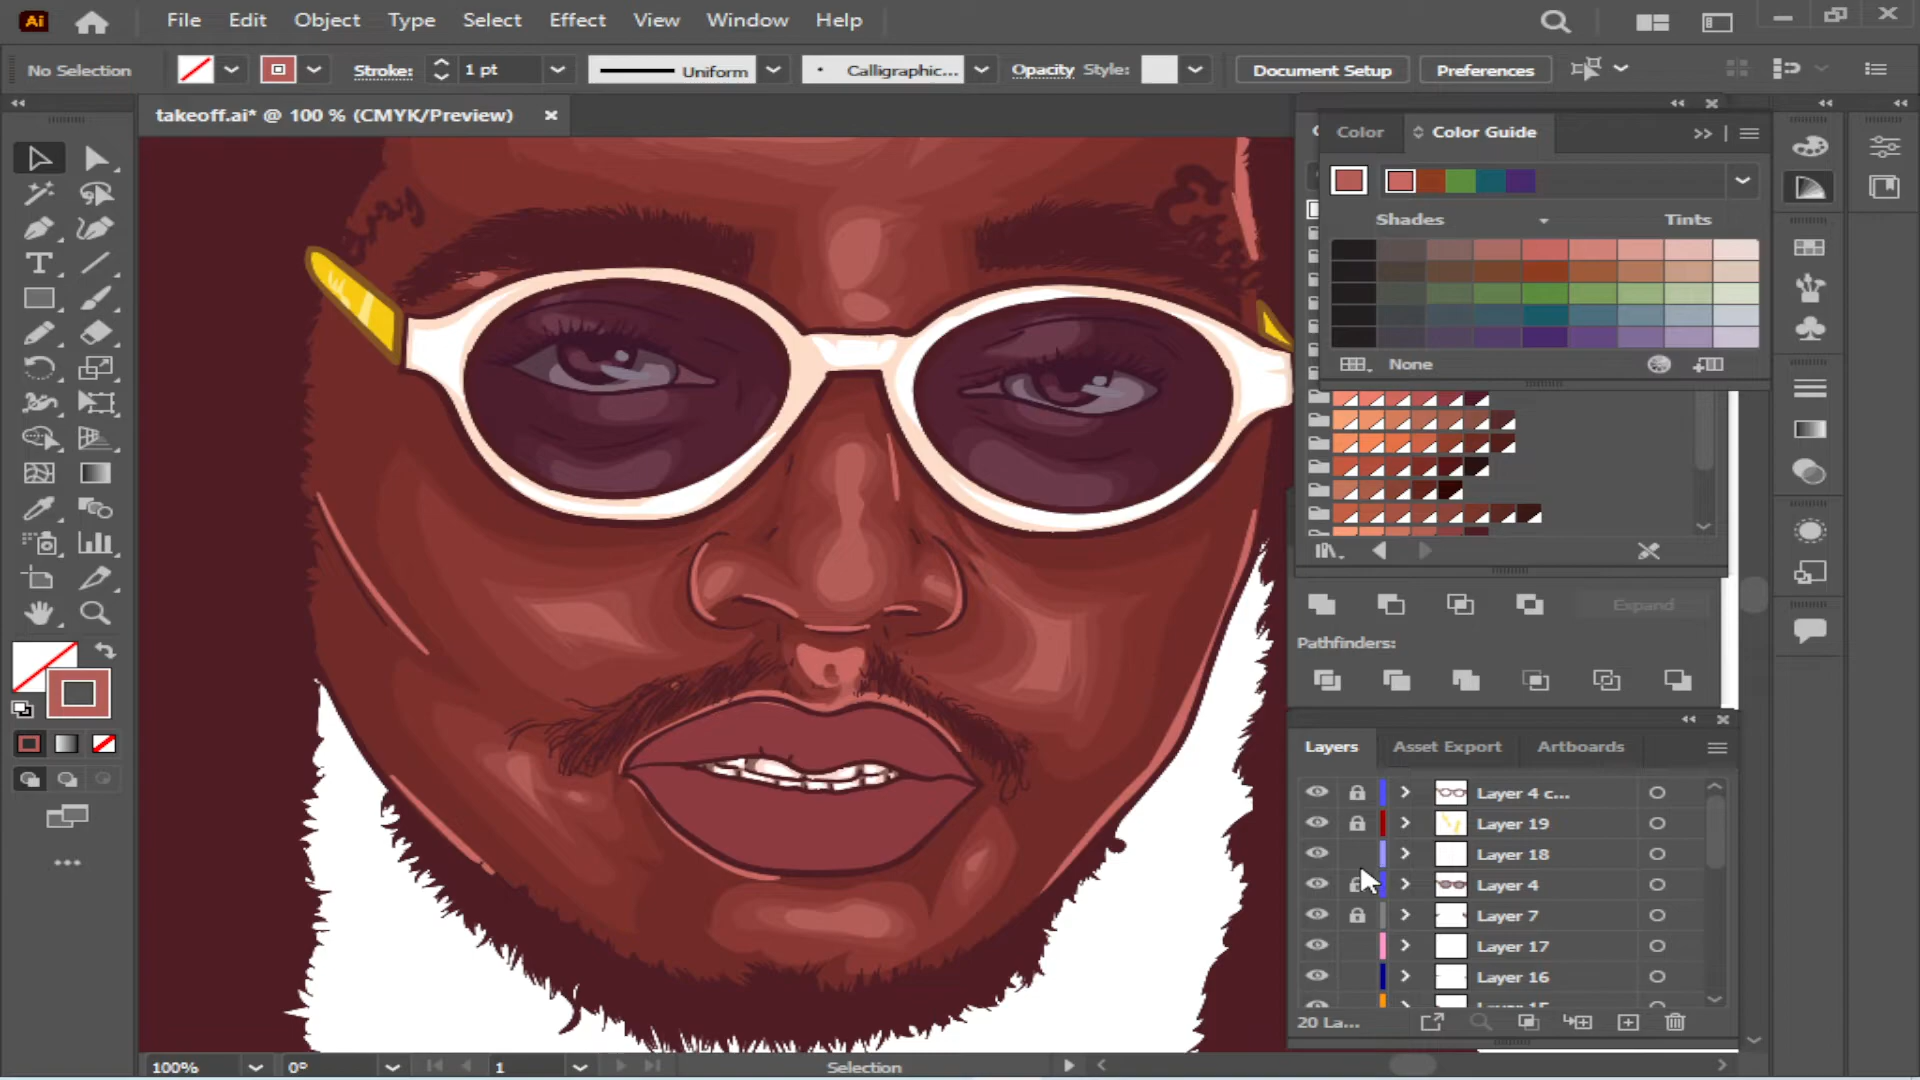 Ai
File Edit Object Type Select Effect View Window Help
No Selection Stroke: 1 pt Uniform Calligraphic... Opacity Style: Document Setup Preferences
takeoff.ai* @ 100 % (CMYK/Preview)
Color Color Guide
Shades Tints
None
Expand
Pathfinders:
Layers Asset Export Artboards
Layer 4 c...
Layer 19
Layer 18
Layer 4
Layer 7
Layer 17
Layer 16
Layer 15
20 La...
100% 0° 1 Selection